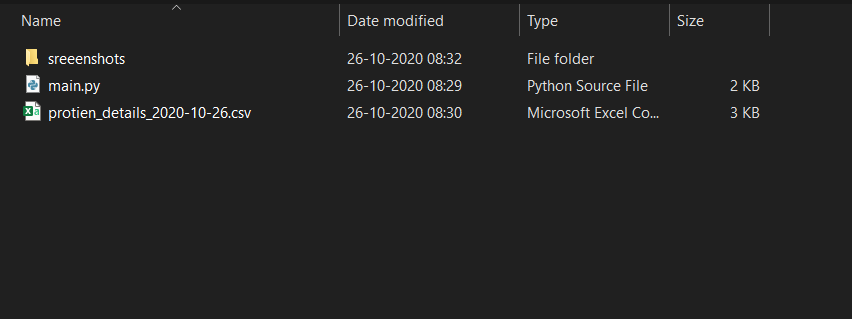 Name Date modified Type Size
sreeenshots 26-10-2020 08:32 File folder
main.py 26-10-2020 08:29 Python Source File 2 KB
protien_details_2020-10-26.csv 26-10-2020 08:30 Microsoft Excel Co... 3 KB